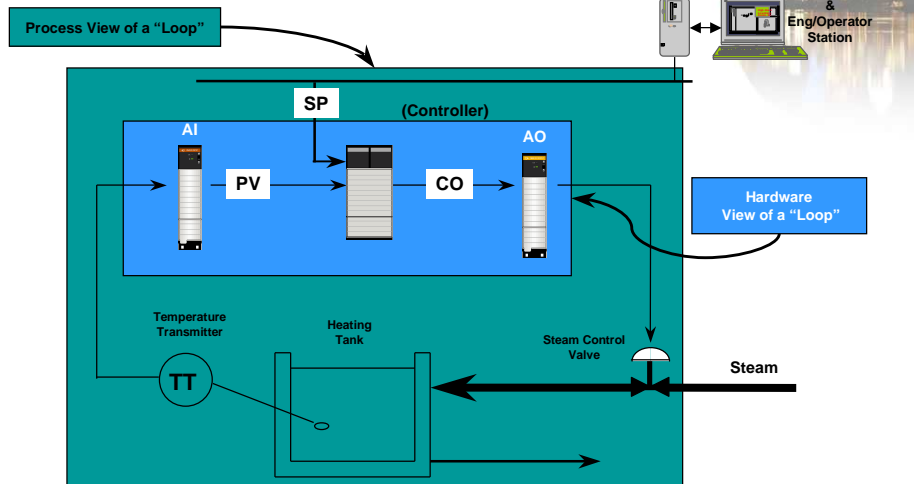 &
Eng/Operator
Station
Process View of a “Loop”
SP
(Controller)
AI
AO
PV
CO
Hardware
View of a “Loop”
Temperature
Transmitter
Heating
Tank
Steam Control
Valve
TT
Steam